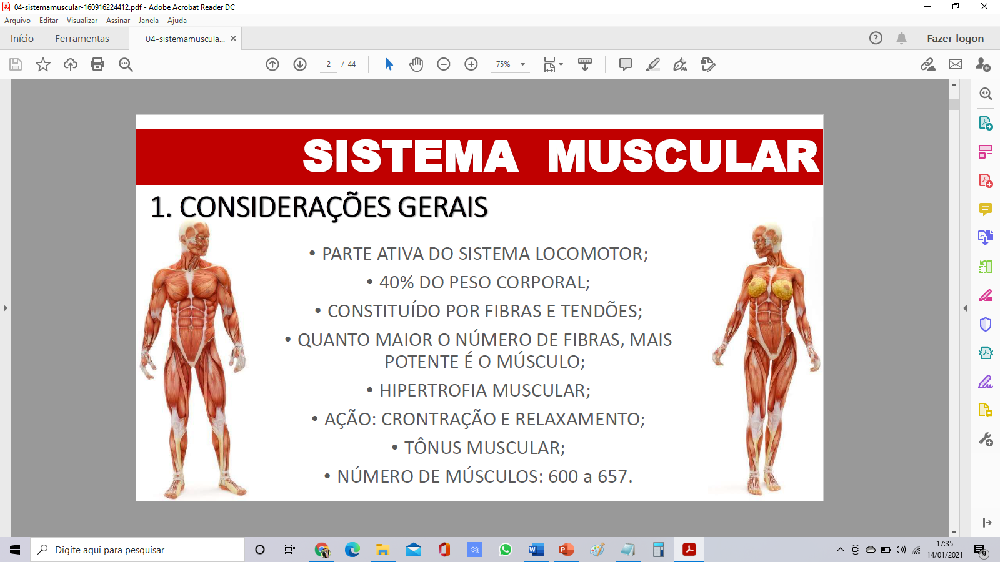 04-sistemamuscular-160916224412.pdf - Adobe Acrobat Reader DC
Arquivo Editar Visualizar Assinar Janela Ajuda
Início Ferramentas 04-sistemamuscula... Fazer logon
2 / 44 75%
SISTEMA MUSCULAR
1. CONSIDERAÇÕES GERAIS
• PARTE ATIVA DO SISTEMA LOCOMOTOR;
• 40% DO PESO CORPORAL;
• CONSTITUÍDO POR FIBRAS E TENDÕES;
• QUANTO MAIOR O NÚMERO DE FIBRAS, MAIS
POTENTE É O MÚSCULO;
• HIPERTROFIA MUSCULAR;
• AÇÃO: CRONTRAÇÃO E RELAXAMENTO;
• TÔNUS MUSCULAR;
• NÚMERO DE MÚSCULOS: 600 a 657.
Digite aqui para pesquisar
17:35
14/01/2021
9